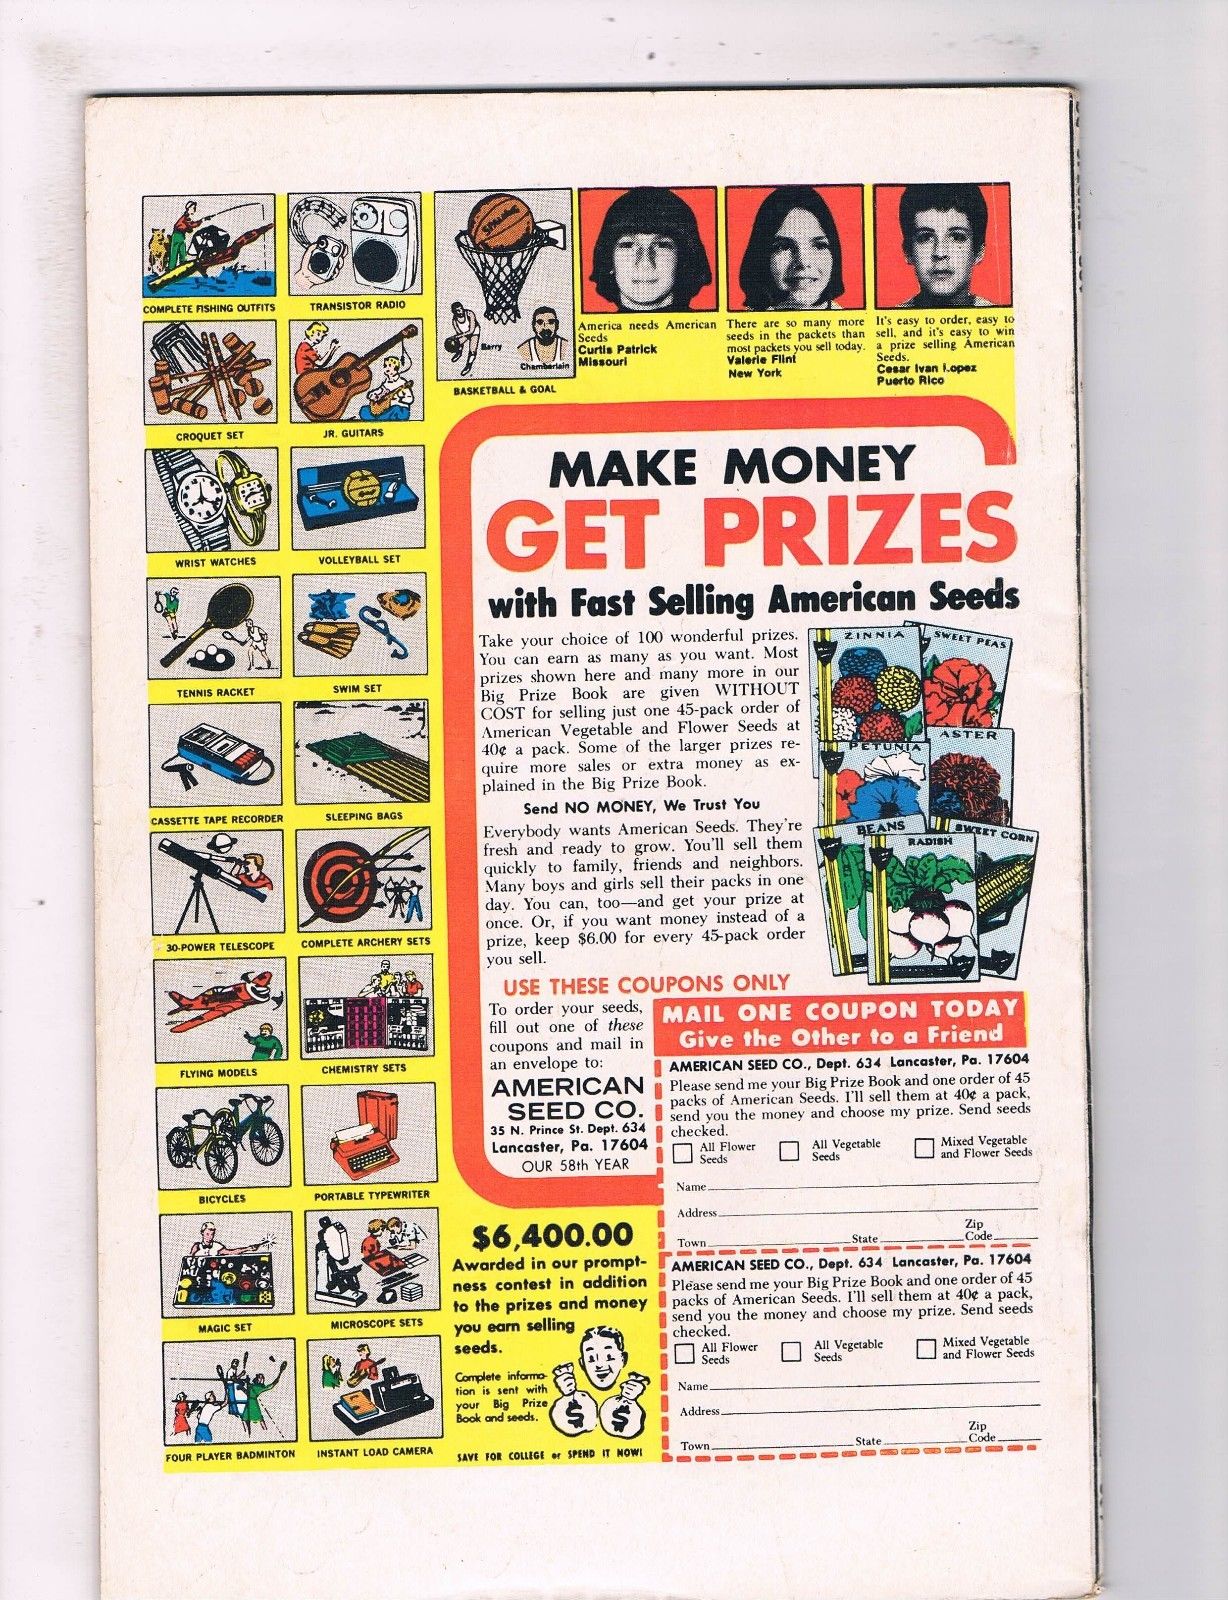 COMPLETE FISHING OUTFITS
TRANSISTOR RADIO
CROQUET SET
JR. GUITARS
WRIST WATCHES
VOLLEYBALL SET
TENNIS RACKET
SWIM SET
CASSETTE TAPE RECORDER
SLEEPING BAGS
30-POWER TELESCOPE
COMPLETE ARCHERY SETS
FLYING MODELS
CHEMISTRY SETS
BICYCLES
PORTABLE TYPEWRITER
MAGIC SET
MICROSCOPE SETS
FOUR PLAYER BADMINTON
INSTANT LOAD CAMERA
Barry
Chamberlain
BASKETBALL & GOAL
America needs American
Seeds
Curtis Patrick
Missouri
There are so many more
seeds in the packets than
most packets you sell today.
Valerie Flint
New York
It's easy to order, easy to
sell, and it's easy to win
a prize selling American
Seeds.
Cesar Ivan Lopez
Puerto Rico
MAKE MONEY
GET PRIZES
with Fast Selling American Seeds
Take your choice of 100 wonderful prizes.
You can earn as many as you want. Most
prizes shown here and many more in our
Big Prize Book are given WITHOUT
COST for selling just one 45-pack order of
American Vegetable and Flower Seeds at
40¢ a pack. Some of the larger prizes re-
quire more sales or extra money as ex-
plained in the Big Prize Book.
Send NO MONEY, We Trust You
Everybody wants American Seeds. They're
fresh and ready to grow. You'll sell them
quickly to family, friends and neighbors.
Many boys and girls sell their packs in one
day. You can, too—and get your prize at
once. Or, if you want money instead of a
prize, keep $6.00 for every 45-pack order
you sell.
ZINNIA
SWEET PEAS
PETUNIA
ASTER
BEANS
RADISH
SWEET CORN
USE THESE COUPONS ONLY
To order your seeds,
fill out one of these
coupons and mail in
an envelope to:
AMERICAN
SEED CO.
35 N. Prince St. Dept. 634
Lancaster, Pa. 17604
OUR 58th YEAR
MAIL ONE COUPON TODAY
Give the Other to a Friend
AMERICAN SEED CO., Dept. 634 Lancaster, Pa. 17604
Please send me your Big Prize Book and one order of 45
packs of American Seeds. I'll sell them at 40¢ a pack,
send you the money and choose my prize. Send seeds
checked.
All Flower
Seeds
All Vegetable
Seeds
Mixed Vegetable
and Flower Seeds
Name
Address
Town State Zip Code
AMERICAN SEED CO., Dept. 634 Lancaster, Pa. 17604
Please send me your Big Prize Book and one order of 45
packs of American Seeds. I'll sell them at 40¢ a pack,
send you the money and choose my prize. Send seeds
checked.
All Flower
Seeds
All Vegetable
Seeds
Mixed Vegetable
and Flower Seeds
Name
Address
Town State Zip Code
$6,400.00
Awarded in our prompt-
ness contest in addition
to the prizes and money
you earn selling
seeds.
Complete informa-
tion is sent with
your Big Prize
Book and seeds.
$ $
SAVE FOR COLLEGE or SPEND IT NOW!